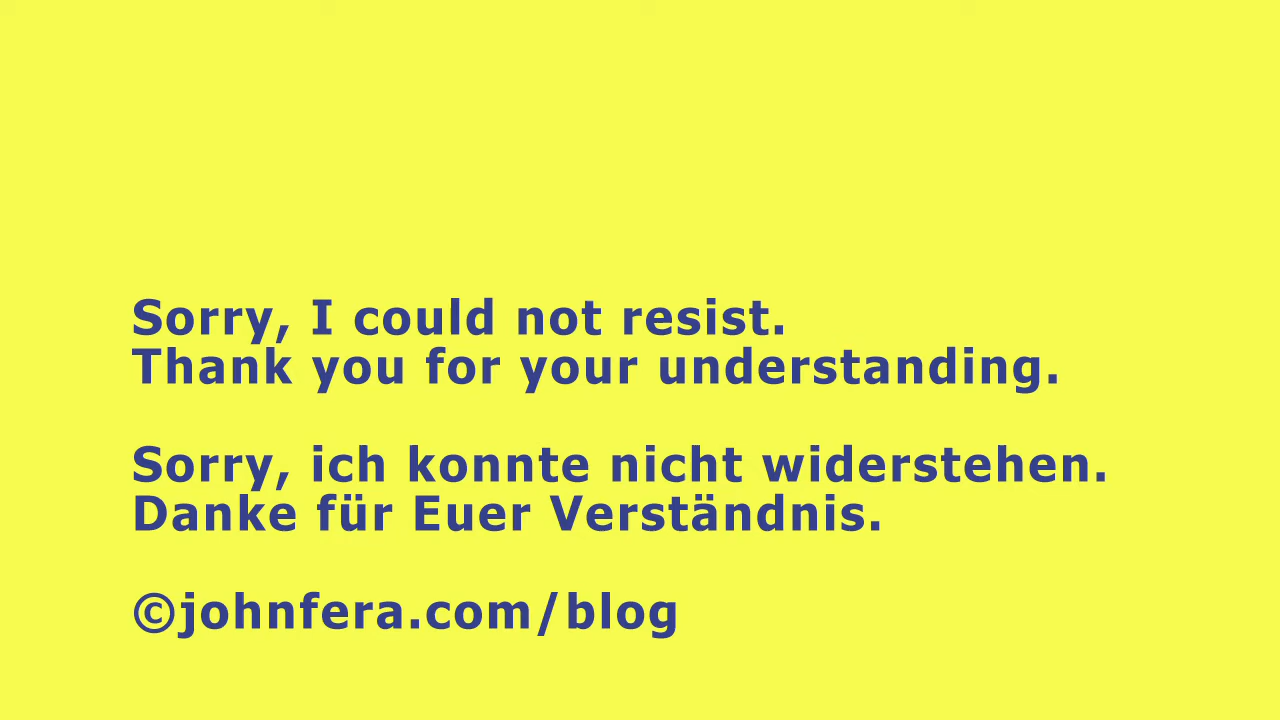 Sorry, I could not resist.
Thank you for your understanding.
Sorry, ich konnte nicht widerstehen.
Danke für Euer Verständnis.
©johnfera.com/blog